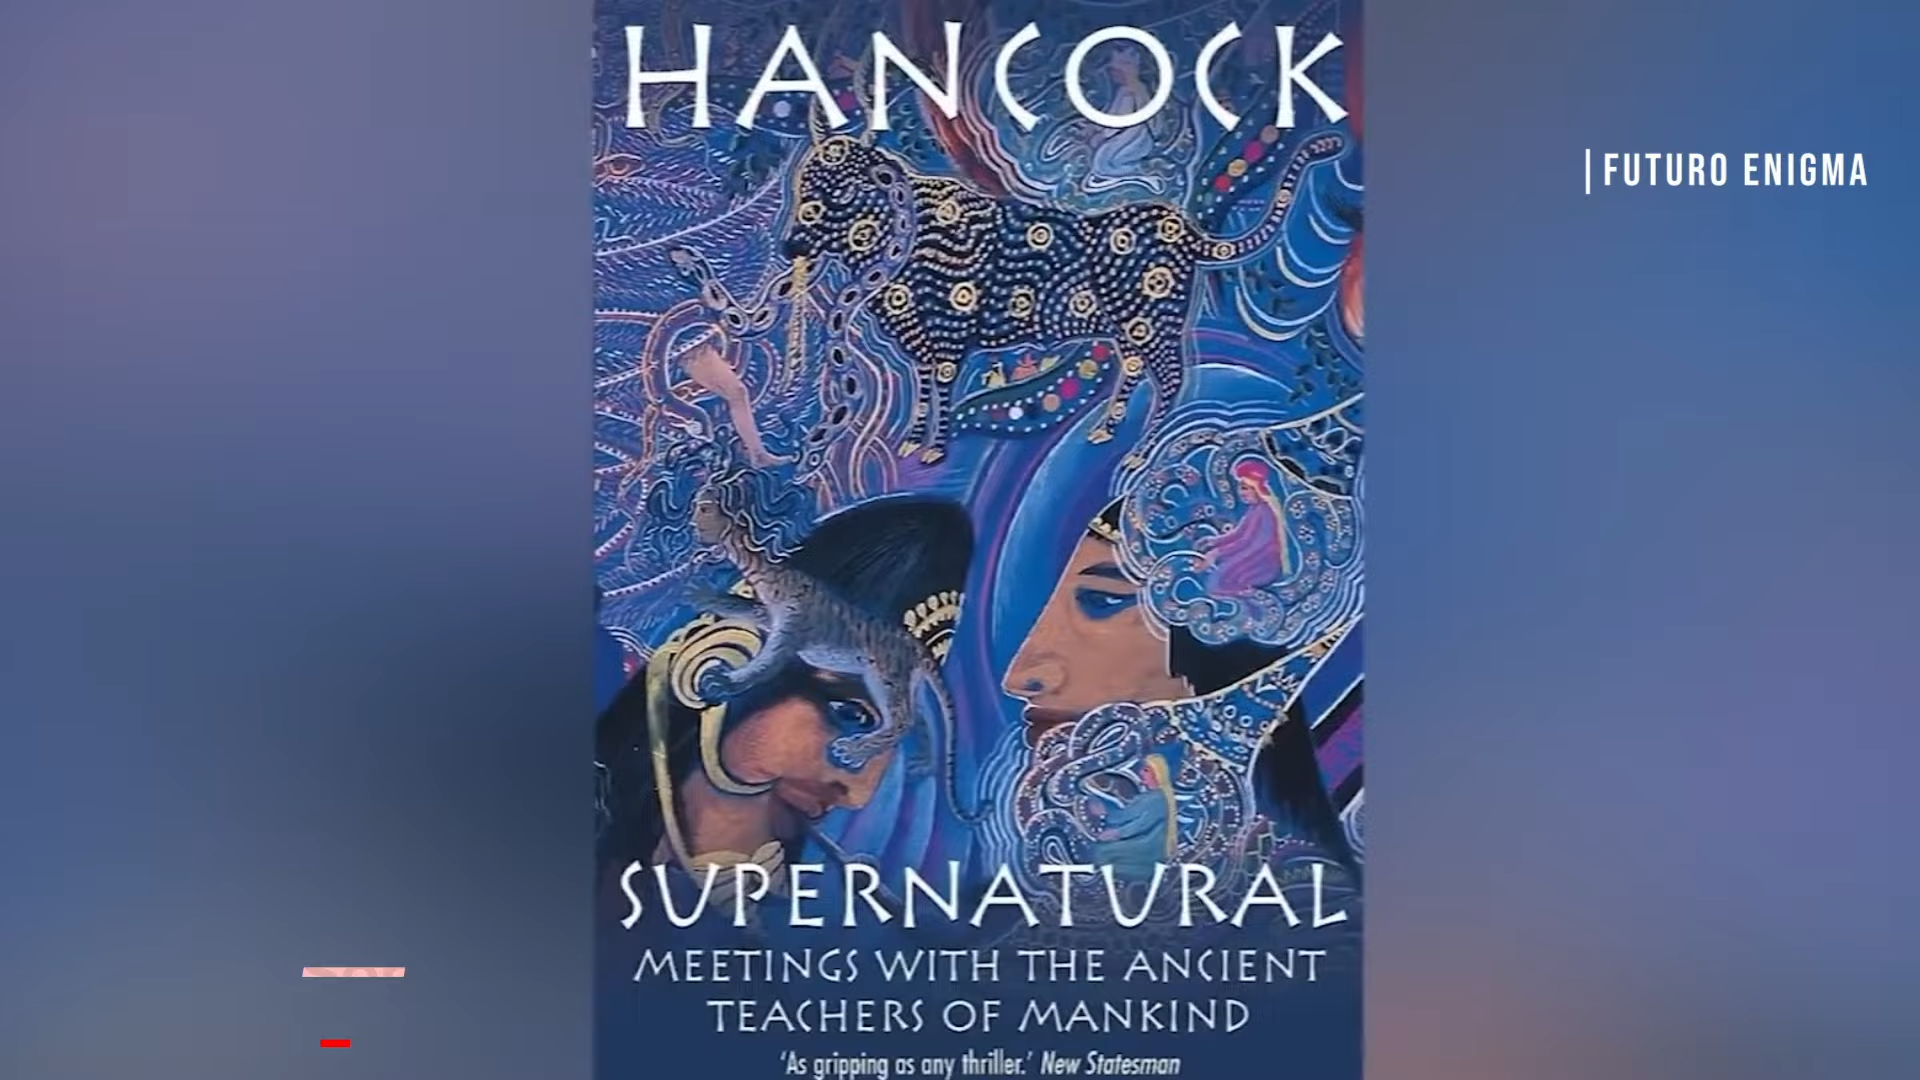 HANCOCK
|FUTURO ENIGMA
SUPERNATURAL
MEETINGS WITH THE ANCIENT
TEACHERS OF MANKIND
'As gripping as any thriller.' New Statesman